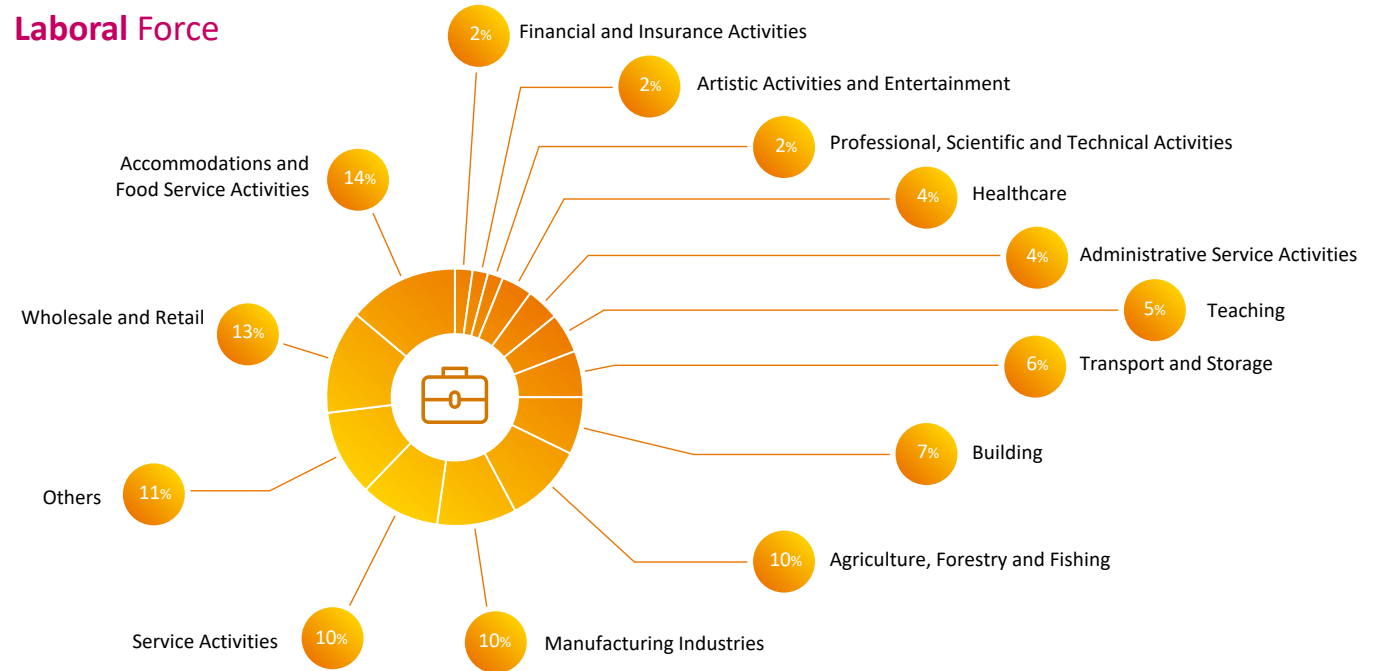 Laboral Force
2%
Financial and Insurance Activities
2%
Artistic Activities and Entertainment
2%
Professional, Scientific and Technical Activities
4%
Healthcare
4%
Administrative Service Activities
5%
Teaching
6%
Transport and Storage
7%
Building
10%
Agriculture, Forestry and Fishing
10%
Manufacturing Industries
Service Activities
10%
Others
11%
Wholesale and Retail
13%
Accommodations and
Food Service Activities
14%